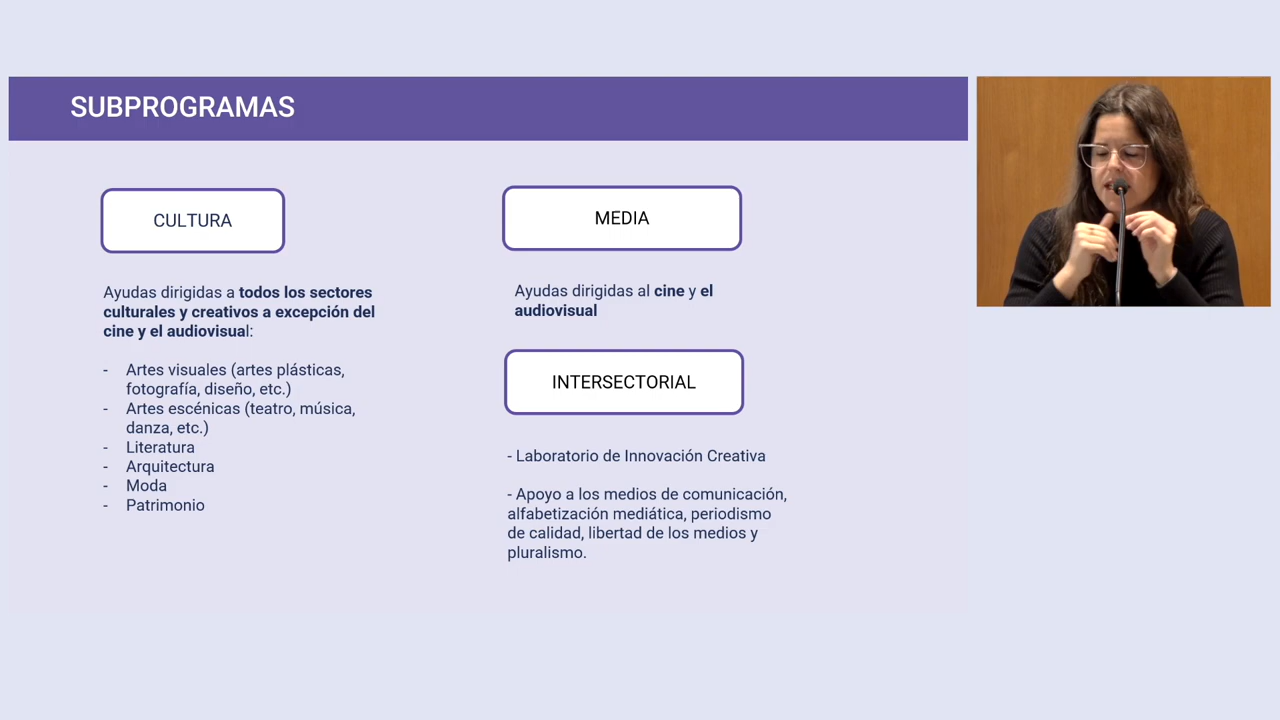 SUBPROGRAMAS
CULTURA
Ayudas dirigidas a todos los sectores
culturales y creativos a excepción del
cine y el audiovisual:
- Artes visuales (artes plásticas,
fotografía, diseño, etc.)
- Artes escénicas (teatro, música,
danza, etc.)
- Literatura
- Arquitectura
- Moda
- Patrimonio
MEDIA
Ayudas dirigidas al cine y el
audiovisual
INTERSECTORIAL
- Laboratorio de Innovación Creativa
- Apoyo a los medios de comunicación,
alfabetización mediática, periodismo
de calidad, libertad de los medios y
pluralismo.